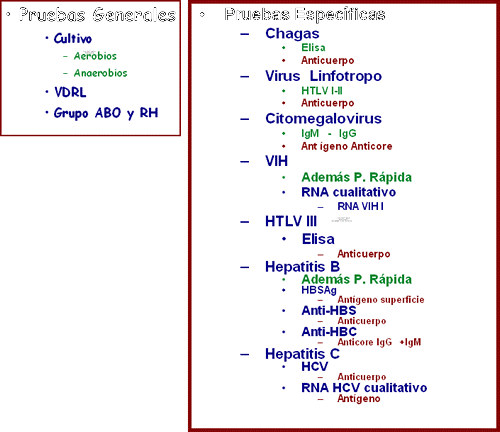 • Pruebas Generales
• Cultivo
– Aerobios
– Anaerobios
• VDRL
• Grupo ABO y RH
• Pruebas Específicas
– Chagas
• Elisa
• Anticuerpo
– Virus Linfotropo
• HTLV I-II
• Anticuerpo
– Citomegalovirus
• IgM - IgG
• Antígeno Anticore
– VIH
• Además P. Rápida
• RNA cualitativo
– RNA VIH I
– HTLV III
• Elisa
– Anticuerpo
– Hepatitis B
• Además P. Rápida
• HBSAg
– Antígeno superficie
• Anti-HBS
– Anticuerpo
• Anti-HBC
– Anticore IgG +IgM
– Hepatitis C
• HCV
– Anticuerpo
• RNA HCV cualitativo
– Antígeno